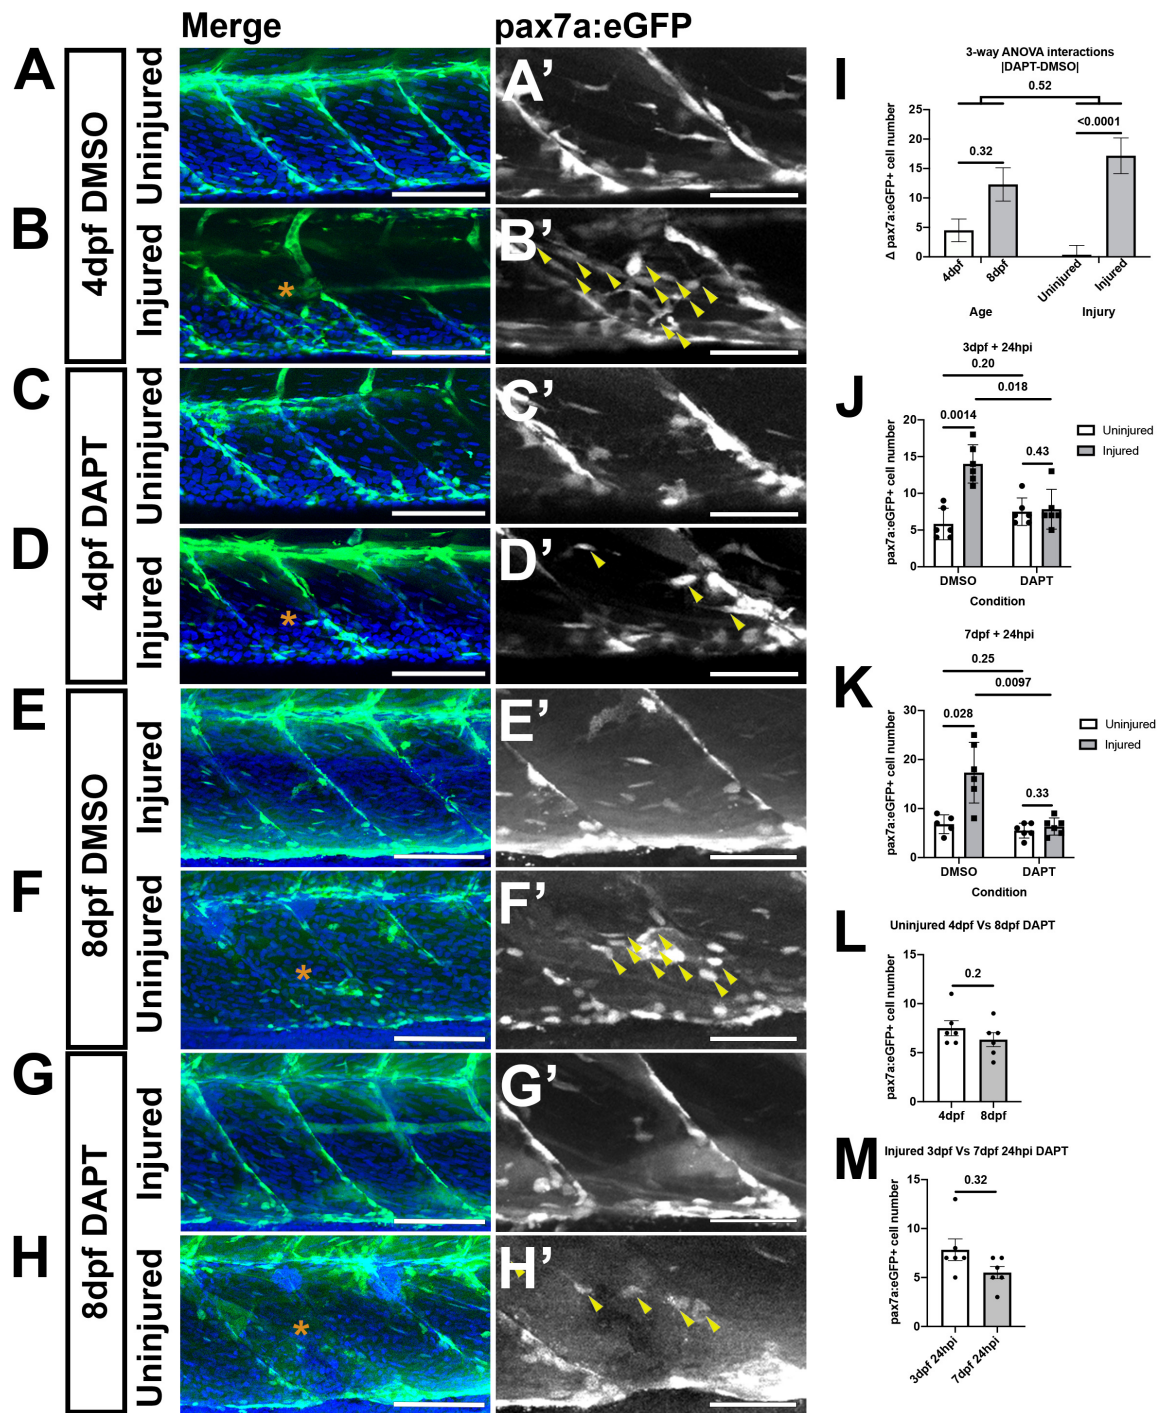 Merge
pax7a:eGFP
A
4dpf DMSO
Uninjured
A’
B
Injured
*
B’
C
4dpf DAPT
Uninjured
C’
D
Injured
*
D’
E
8dpf DMSO
Injured
E’
F
Uninjured
*
F’
G
8dpf DAPT
Injured
G’
H
Uninjured
*
H’
I
3-way ANOVA interactions
|DAPT-DMSO|
0.52
<0.0001
0.32
Δ pax7a:eGFP+ cell number
25
20
15
10
5
0
4dpf
8dpf
Uninjured
Injured
Age
Injury
J
3dpf + 24hpi
0.20
0.018
0.0014
0.43
pax7a:eGFP+ cell number
20
15
10
5
0
DMSO
DAPT
Condition
Uninjured
Injured
K
7dpf + 24hpi
0.25
0.0097
0.028
0.33
pax7a:eGFP+ cell number
30
20
10
0
DMSO
DAPT
Condition
Uninjured
Injured
L
Uninjured 4dpf Vs 8dpf DAPT
0.2
pax7a:eGFP+ cell number
15
10
5
0
4dpf
8dpf
M
Injured 3dpf Vs 7dpf 24hpi DAPT
0.32
pax7a:eGFP+ cell number
15
10
5
0
3dpf 24hpi
7dpf 24hpi